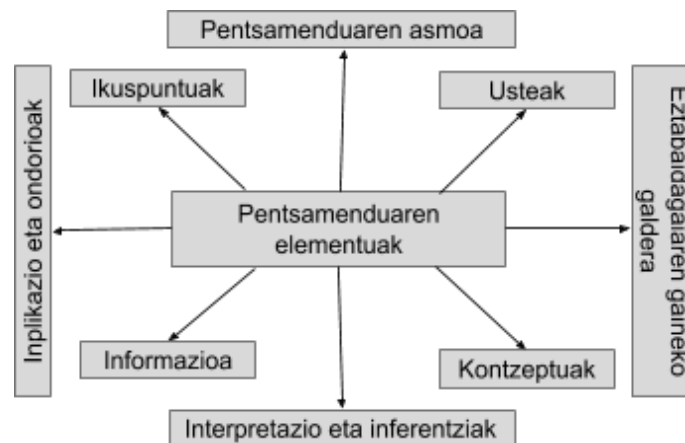 Pentsamenduaren asmoa
Ikuspuntuak
Usteak
Inplikazio eta ondorioak
Pentsamenduaren
elementuak
Eztabaidagaiaren gaineko
galdera
Informazioa
Kontzeptuak
Interpretazio eta inferentziak